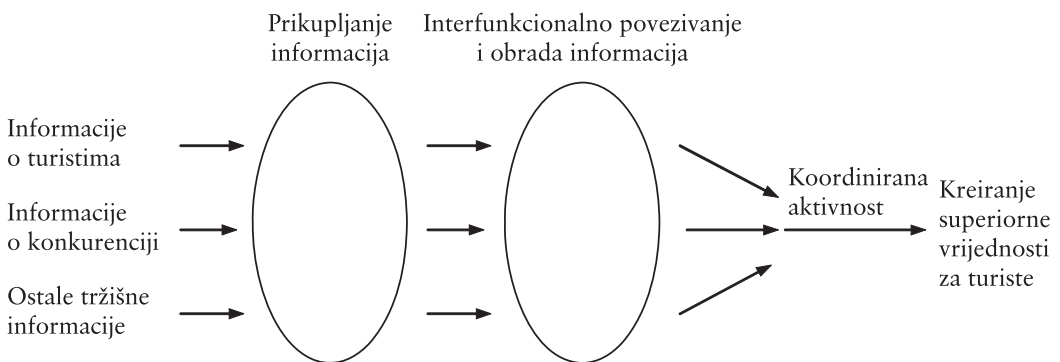 Prikupljanje
informacija
Interfunkcionalno povezivanje
i obrada informacija
Informacije
o turistima
Informacije
o konkurenciji
Ostale tržišne
informacije
Koordinirana
aktivnost
Kreiranje
superiorne
vrijednosti
za turiste